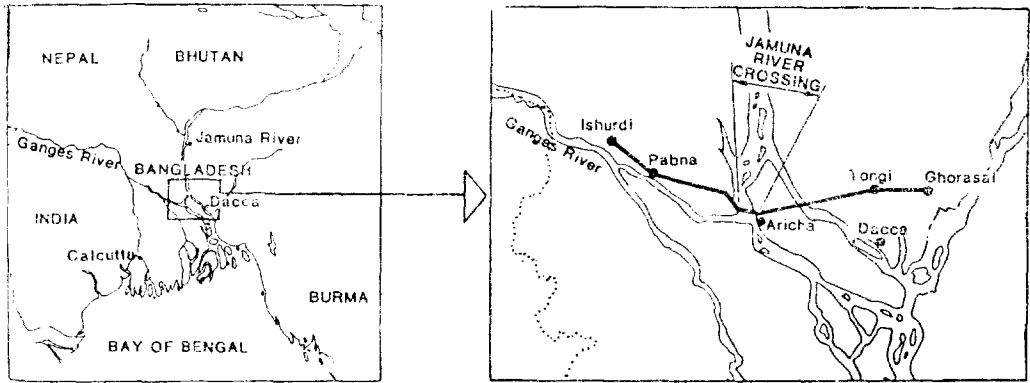 NEPAL
BHUTAN
Jamuna River
Ganges River
BANGLADESH
Dacca
INDIA
Calcutta
BURMA
BAY OF BENGAL
JAMUNA
RIVER
CROSSING
Ishurdi
Ganges River
Pabna
Tongi
Ghorasal
Aricha
Dacca